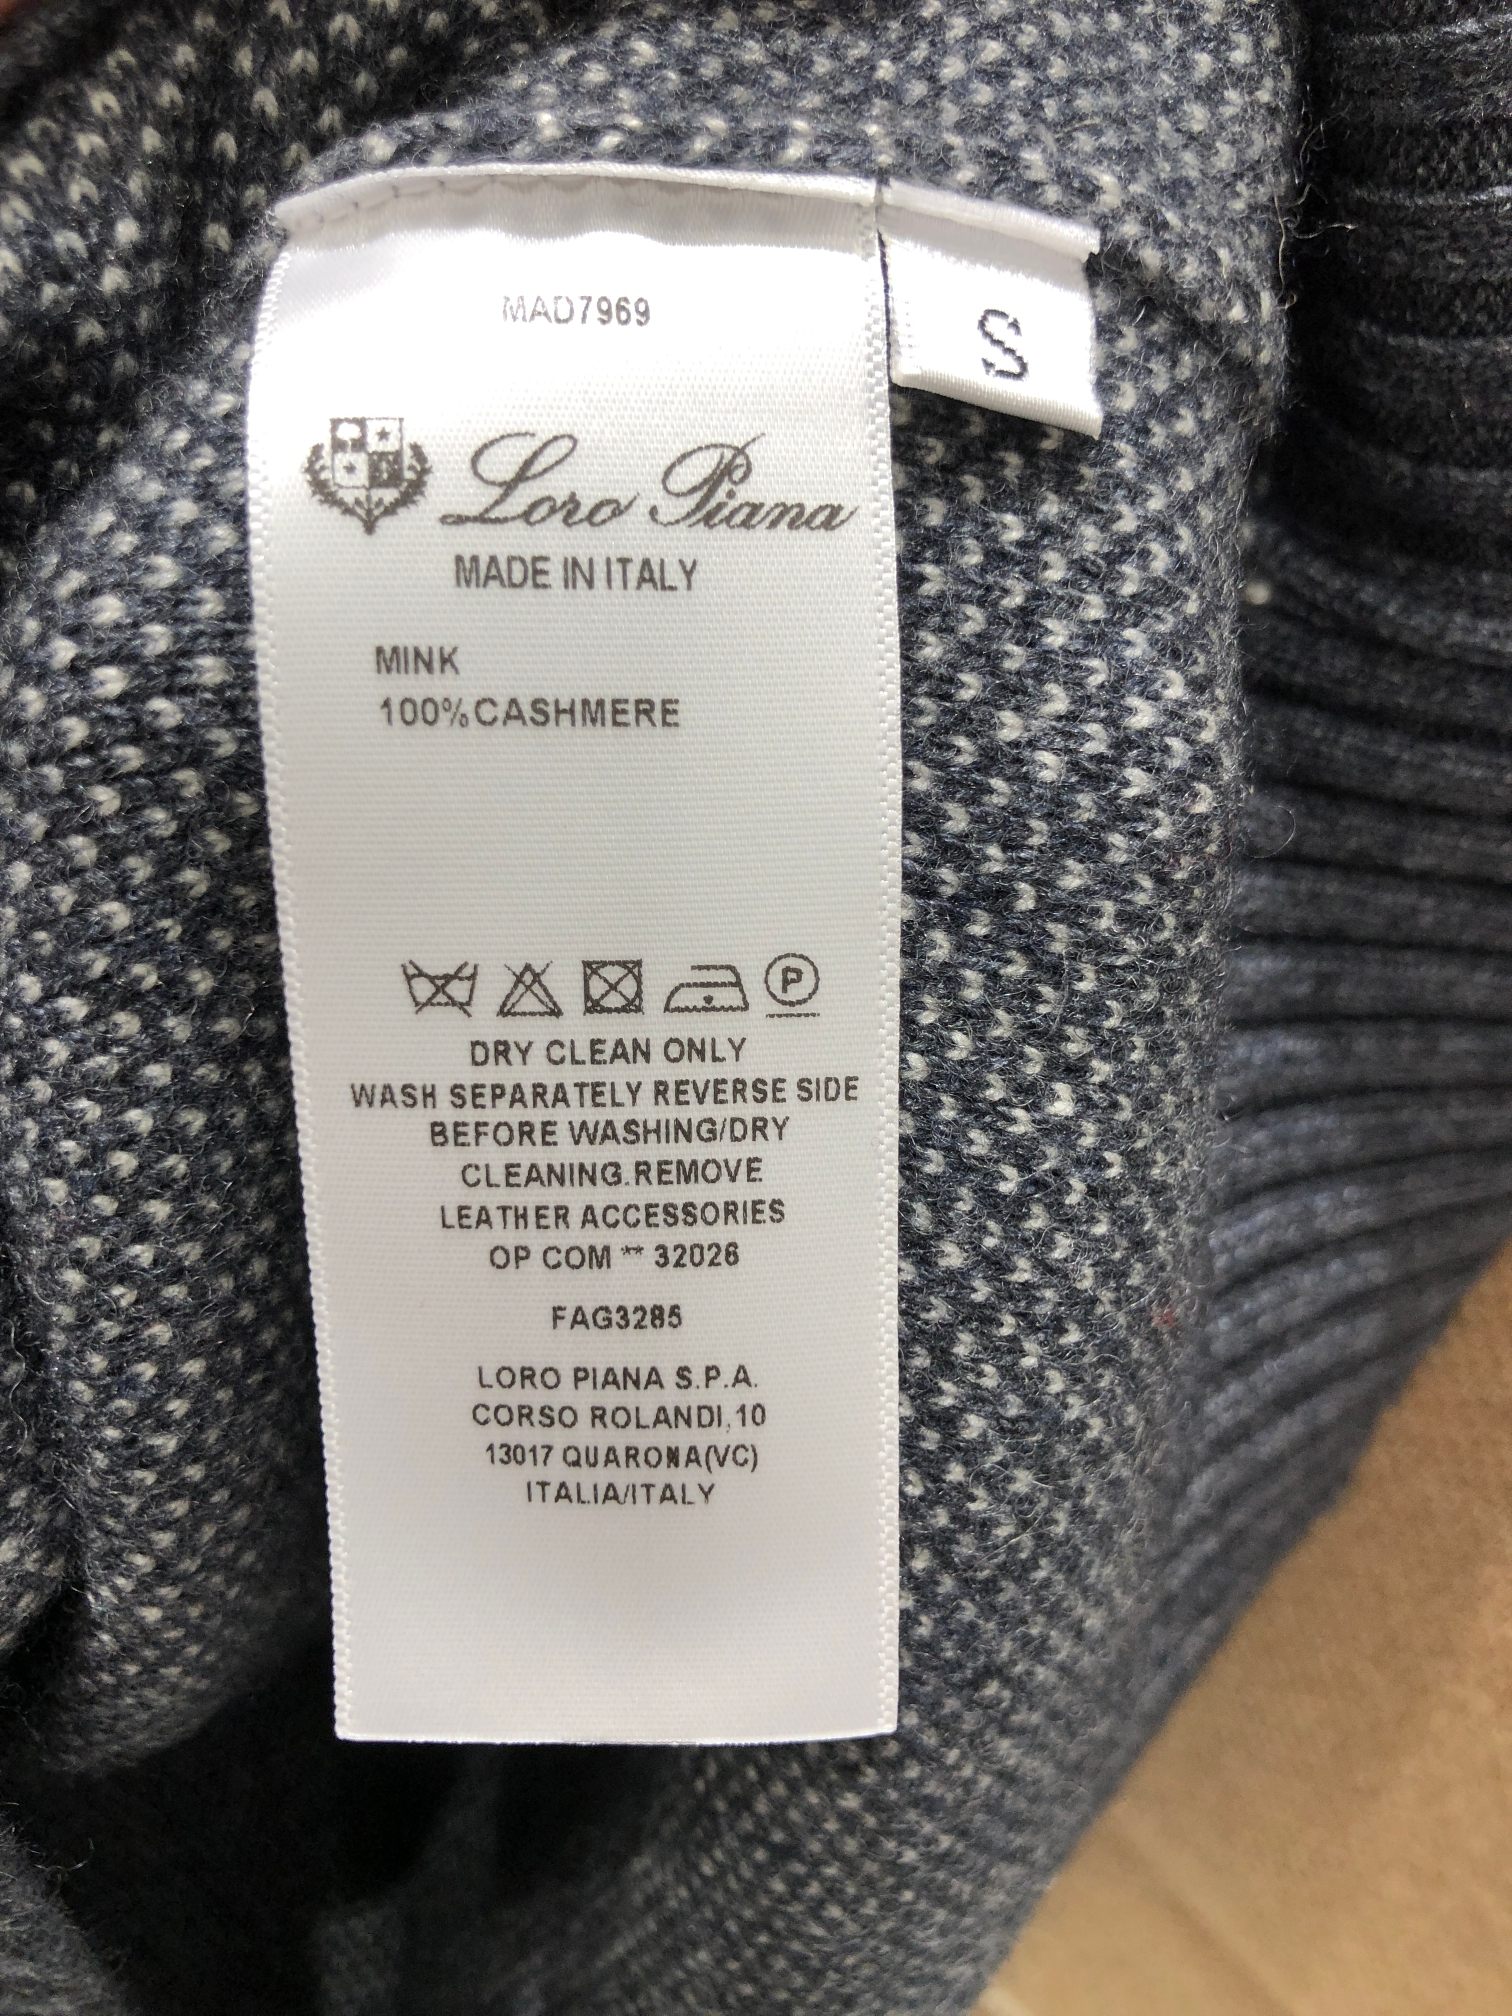 MAD7969
S
Loro Piana
MADE IN ITALY
MINK
100% CASHMERE
P
DRY CLEAN ONLY
WASH SEPARATELY REVERSE SIDE
BEFORE WASHING/DRY
CLEANING.REMOVE
LEATHER ACCESSORIES
OP COM ** 32026
FAG3285
LORO PIANA S.P.A.
CORSO ROLANDI,10
13017 QUARONA(VC)
ITALIA/ITALY